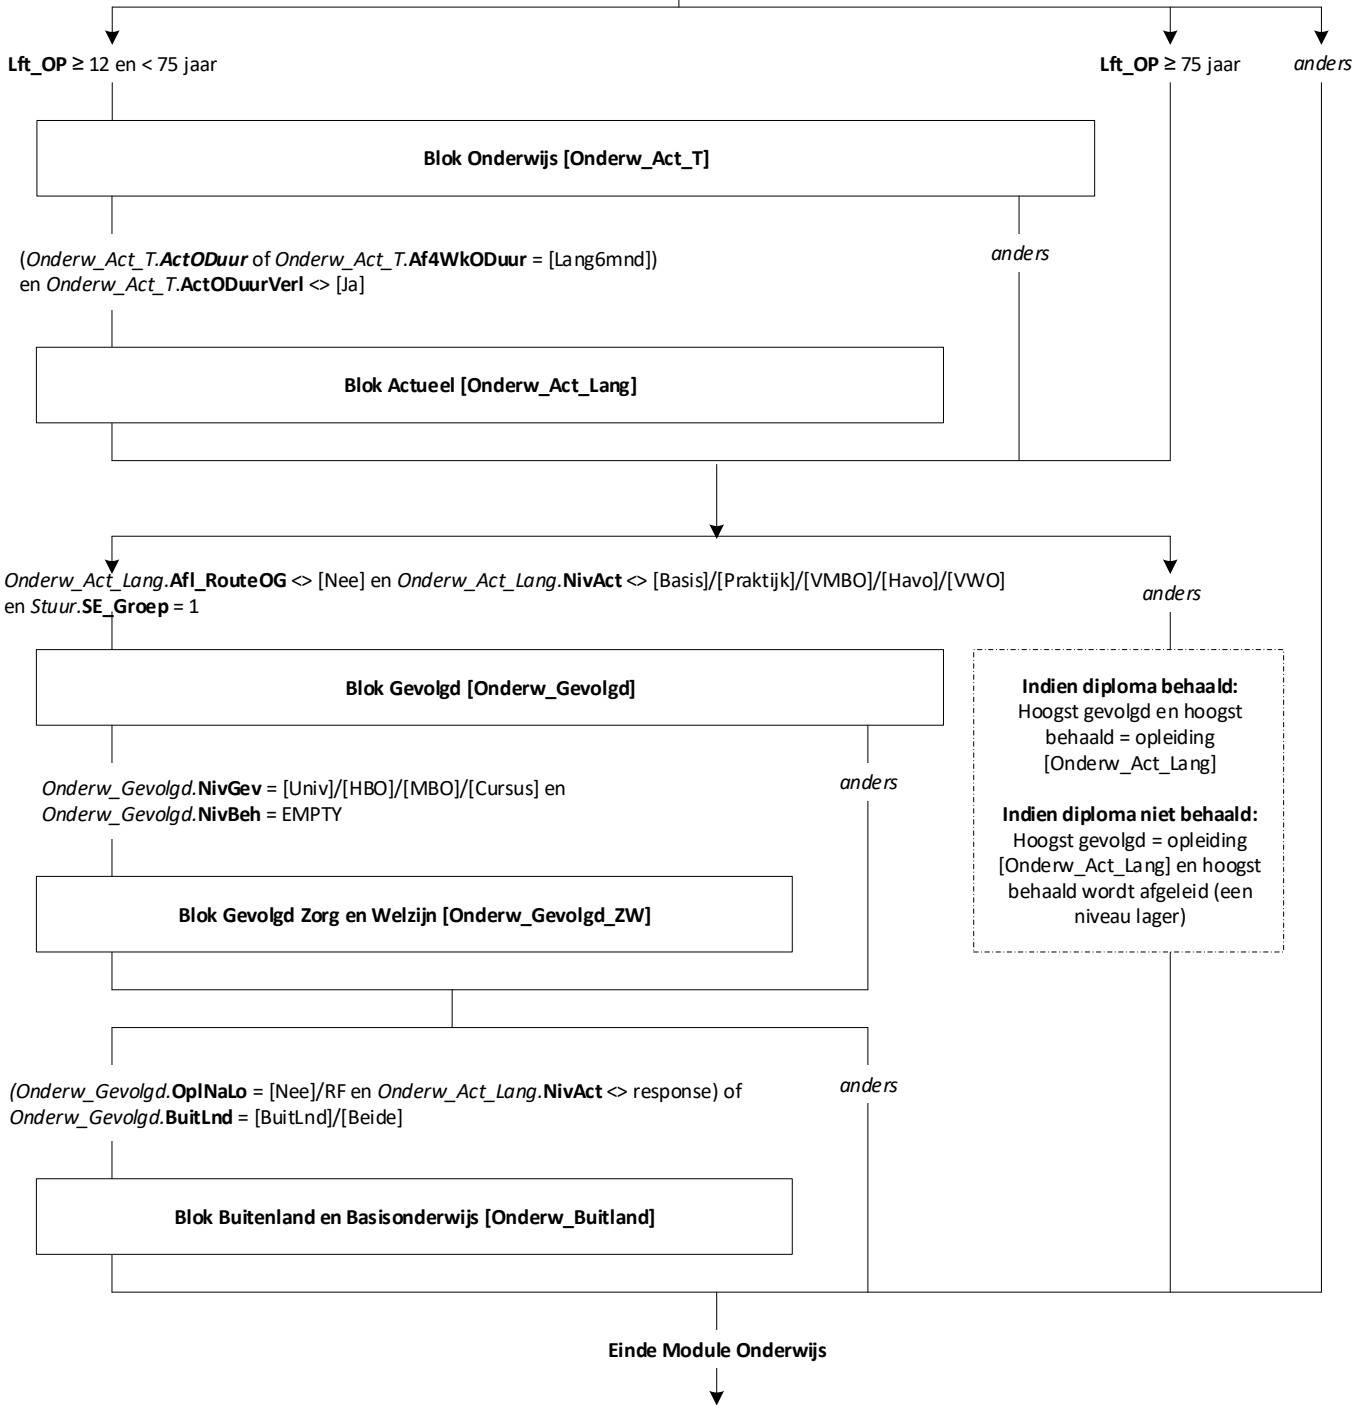 Lft_OP ≥ 12 en < 75 jaar
Lft_OP ≥ 75 jaar
anders
Blok Onderwijs [Onderw_Act_T]
(Onderw_Act_T.ActODuur of Onderw_Act_T.Af4WkODuur = [Lang6mnd])
en Onderw_Act_T.ActODuurVerl <> [Ja]
anders
Blok Actueel [Onderw_Act_Lang]
Onderw_Act_Lang.Afl_RouteOG <> [Nee] en Onderw_Act_Lang.NivAct <> [Basis]/[Praktijk]/[VMBO]/[Havo]/[VWO]
en Stuur.SE_Groep = 1
anders
Blok Gevolgd [Onderw_Gevolgd]
Indien diploma behaald:
Hoogst gevolgd en hoogst
behaald = opleiding
[Onderw_Act_Lang]
Indien diploma niet behaald:
Hoogst gevolgd = opleiding
[Onderw_Act_Lang] en hoogst
behaald wordt afgeleid (een
niveau lager)
Onderw_Gevolgd.NivGev = [Univ]/[HBO]/[MBO]/[Cursus] en
Onderw_Gevolgd.NivBeh = EMPTY
anders
Blok Gevolgd Zorg en Welzijn [Onderw_Gevolgd_ZW]
(Onderw_Gevolgd.OplNaLo = [Nee]/RF en Onderw_Act_Lang.NivAct <> response) of
Onderw_Gevolgd.BuitLnd = [BuitLnd]/[Beide]
anders
Blok Buitenland en Basisonderwijs [Onderw_Buitland]
Einde Module Onderwijs